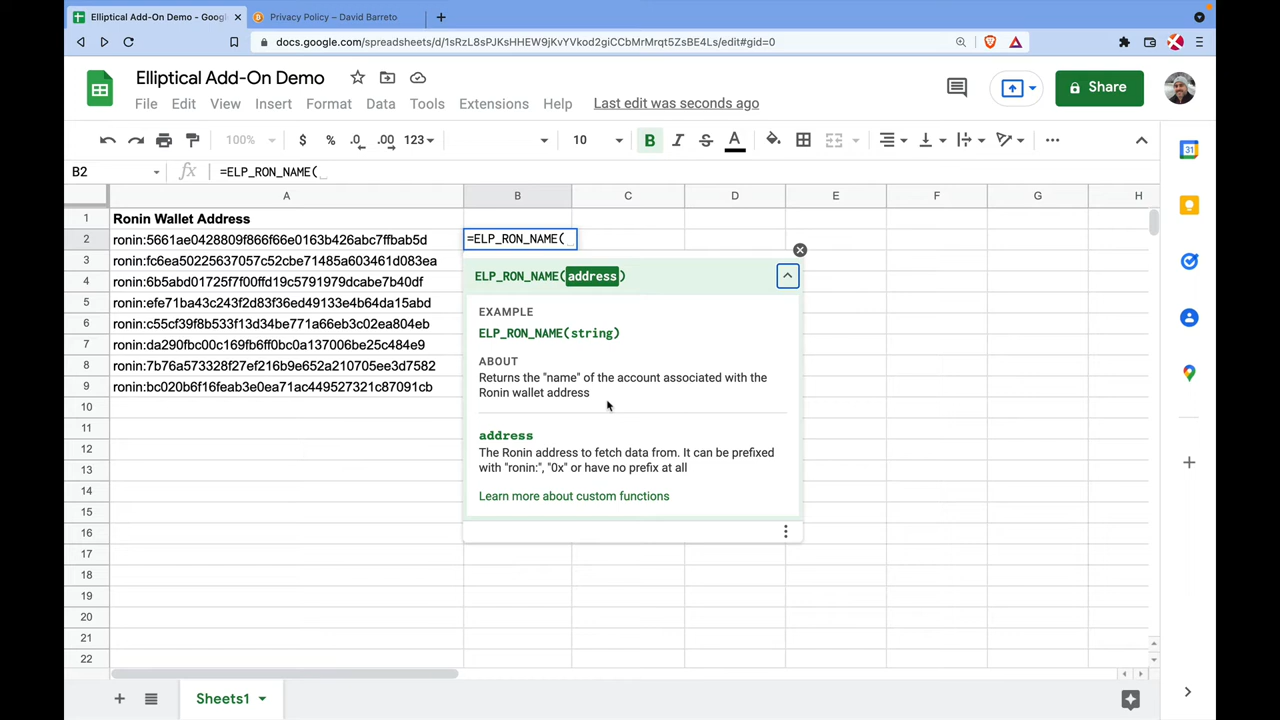 Elliptical Add-On Demo - Goog
Privacy Policy – David Barreto
docs.google.com/spreadsheets/d/1sRzL8sPJKsHHEW9jKvYVkod2giCCbMrMrqt5ZsBE4Ls/edit#gid=0
Elliptical Add-On Demo
File Edit View Insert Format Data Tools Extensions Help Last edit was seconds ago
Share
100% $ % .0 .00 123 10 B I S A
B2 fx =ELP_RON_NAME(
A B C D E F G H
1 Ronin Wallet Address
2 ronin:5661ae0428809f866f66e0163b426abc7ffbab5d =ELP_RON_NAME(
3 ronin:fc6ea50225637057c52cbe71485a603461d083ea
4 ronin:6b5abd01725f7f00ffd19c5791979dcabe7b40df
5 ronin:efe71ba43c243f2d83f36ed49133e4b64da15abd
6 ronin:c55cf39f8b533f13d34be771a66eb3c02ea804eb
7 ronin:da290fbc00c169fb6ff0bc0a137006be25c484e9
8 ronin:7b76a573328f27ef216b9e652a210705ee3d7582
9 ronin:bc020b6f16feab3e0ea71ac449527321c87091cb
10
11
12
13
14
15
16
17
18
19
20
21
22
ELP_RON_NAME(address)
EXAMPLE
ELP_RON_NAME(string)
ABOUT
Returns the "name" of the account associated with the
Ronin wallet address
address
The Ronin address to fetch data from. It can be prefixed
with "ronin:", "0x" or have no prefix at all
Learn more about custom functions
Sheets1